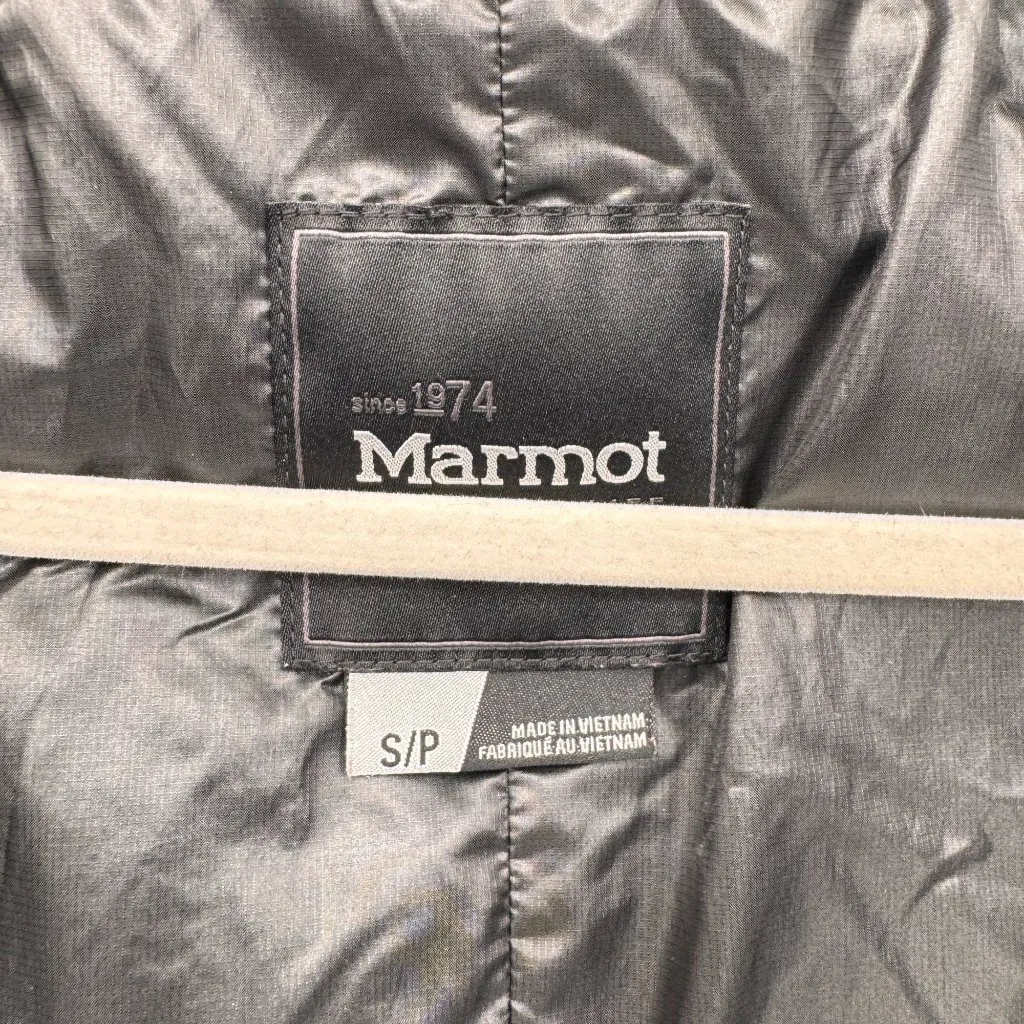 since 1974
Marmot
S/P
MADE IN VIETNAM
FABRIQUÉ AU VIETNAM